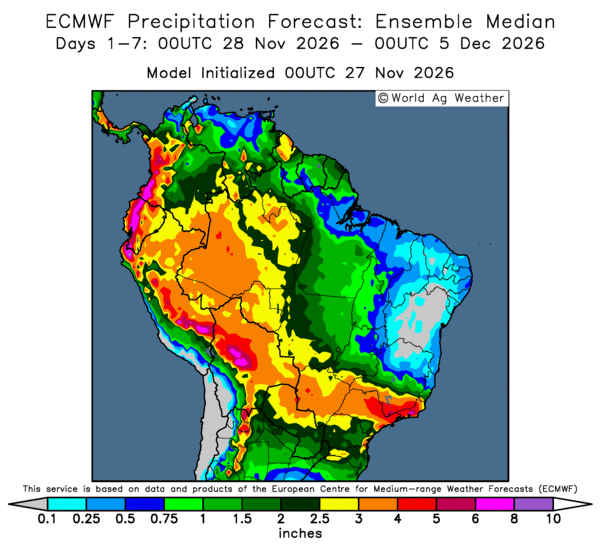 ECMWF Precipitation Forecast: Ensemble Median
Days 1-7: 00UTC 28 Nov 2026 - 00UTC 5 Dec 2026
Model Initialized 00UTC 27 Nov 2026
© World Ag Weather
This service is based on data and products of the European Centre for Medium-range Weather Forecasts (ECMWF)
0.1 0.25 0.5 0.75 1 1.5 2 2.5 3 4 5 6 8 10
inches